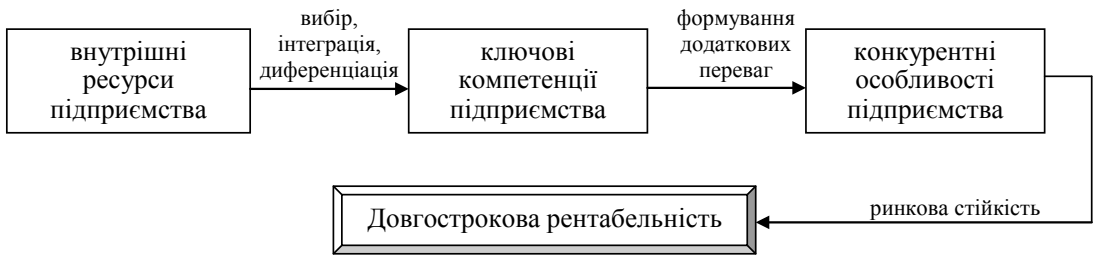 внутрішні
ресурси
підприємства
вибір,
інтеграція,
диференціація
ключові
компетенції
підприємства
формування
додаткових
переваг
конкурентні
особливості
підприємства
ринкова стійкість
Довгострокова рентабельність